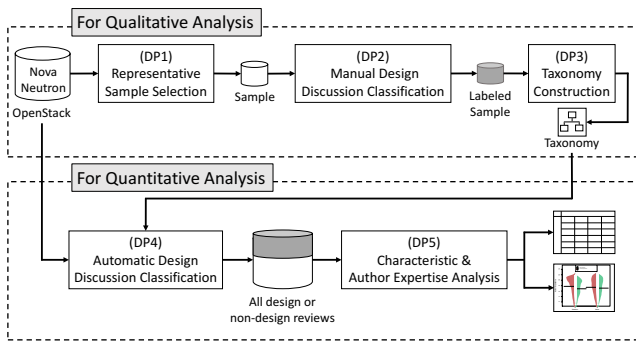 For Qualitative Analysis
Nova
Neutron
OpenStack
(DP1)
Representative
Sample Selection
Sample
(DP2)
Manual Design
Discussion Classification
Labeled
Sample
(DP3)
Taxonomy
Construction
Taxonomy
For Quantitative Analysis
(DP4)
Automatic Design
Discussion Classification
All design or
non-design reviews
(DP5)
Characteristic &
Author Expertise Analysis